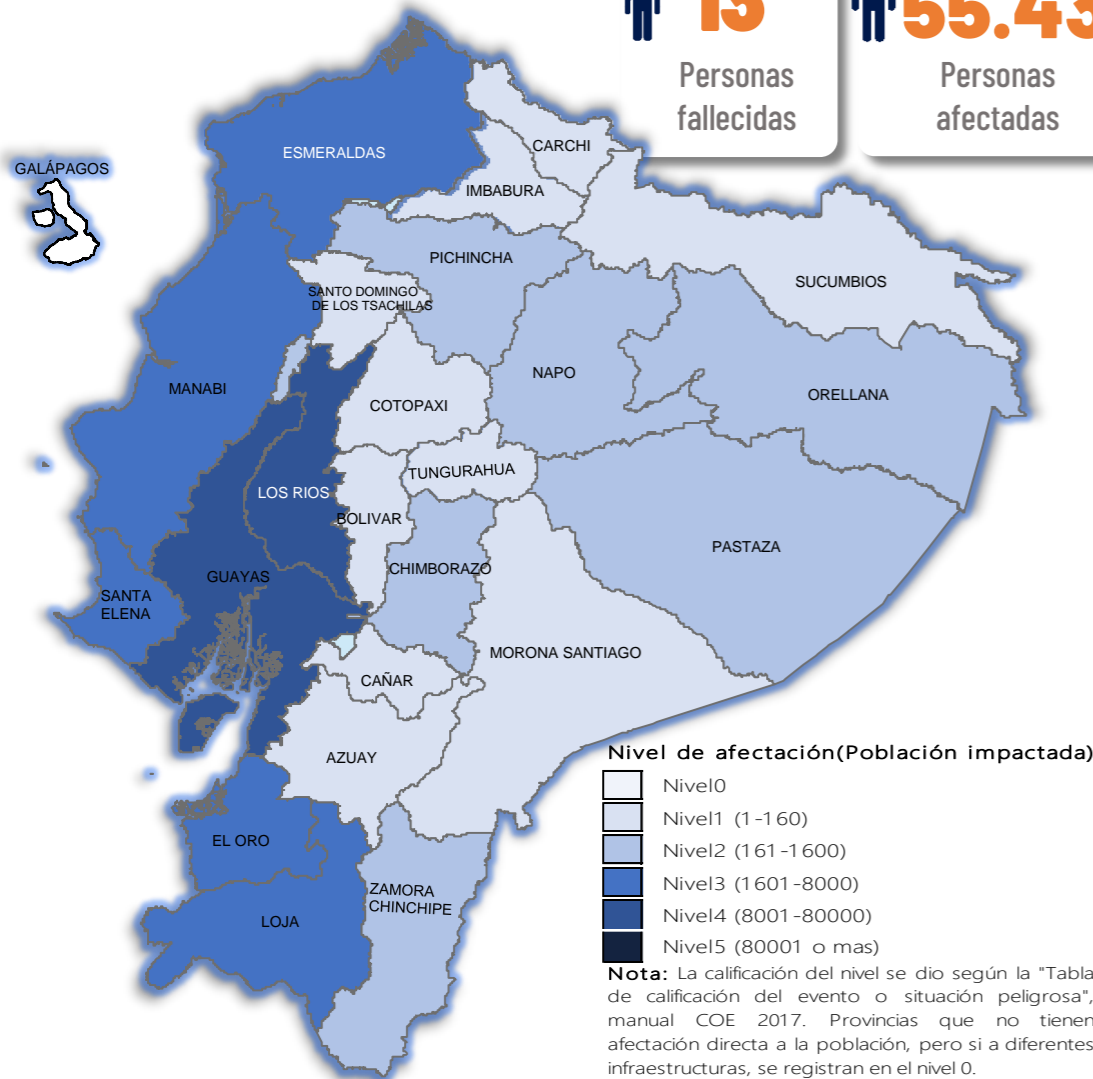 15
55.43
Personas
fallecidas
Personas
afectadas
GALÁPAGOS
ESMERALDAS
CARCHI
IMBABURA
PICHINCHA
SUCUMBIOS
SANTO DOMINGO
DE LOS TSACHILAS
NAPO
MANABI
ORELLANA
COTOPAXI
TUNGURAHUA
LOS RIOS
BOLIVAR
PASTAZA
CHIMBORAZO
GUAYAS
SANTA
ELENA
MORONA SANTIAGO
CAÑAR
AZUAY
EL ORO
ZAMORA
CHINCHIPE
LOJA
Nivel de afectación(Población impactada)
Nivel0
Nivel1 (1-160)
Nivel2 (161-1600)
Nivel3 (1601-8000)
Nivel4 (8001-80000)
Nivel5 (80001 o mas)
Nota: La calificación del nivel se dio según la "Tabla
de calificación del evento o situación peligrosa",
manual COE 2017. Provincias que no tienen
afectación directa a la población, pero si a diferentes
infraestructuras, se registran en el nivel 0.